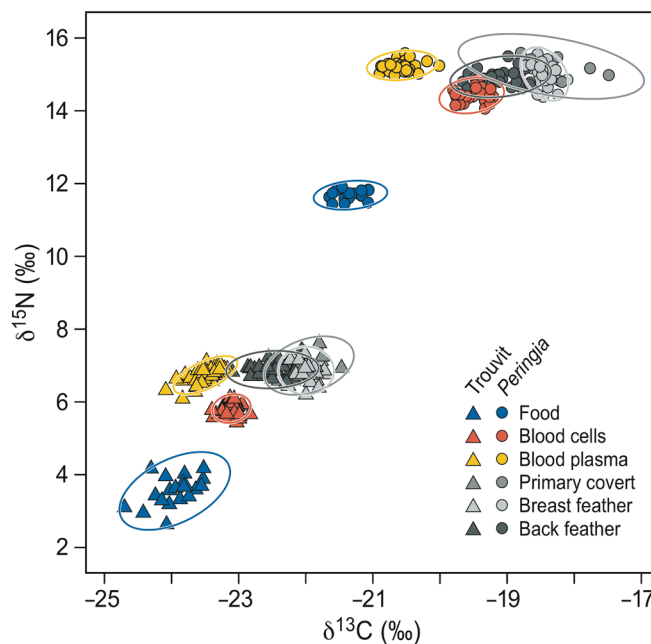 16
14
12
10
8
6
4
2
δ15N (‰)
–25
–23
–21
–19
–17
δ13C (‰)
Trouvit
Peringia
Food
Blood cells
Blood plasma
Primary covert
Breast feather
Back feather